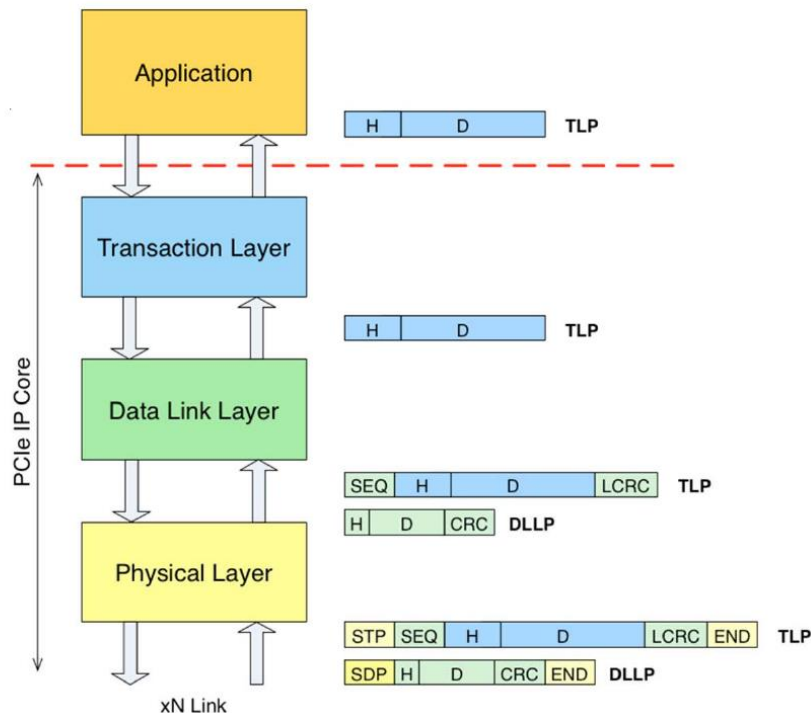 Application
H D TLP
Transaction Layer
H D TLP
Data Link Layer
SEQ H D LCRC TLP
H D CRC DLLP
Physical Layer
STP SEQ H D LCRC END TLP
SDP H D CRC END DLLP
xN Link
PCIe IP Core